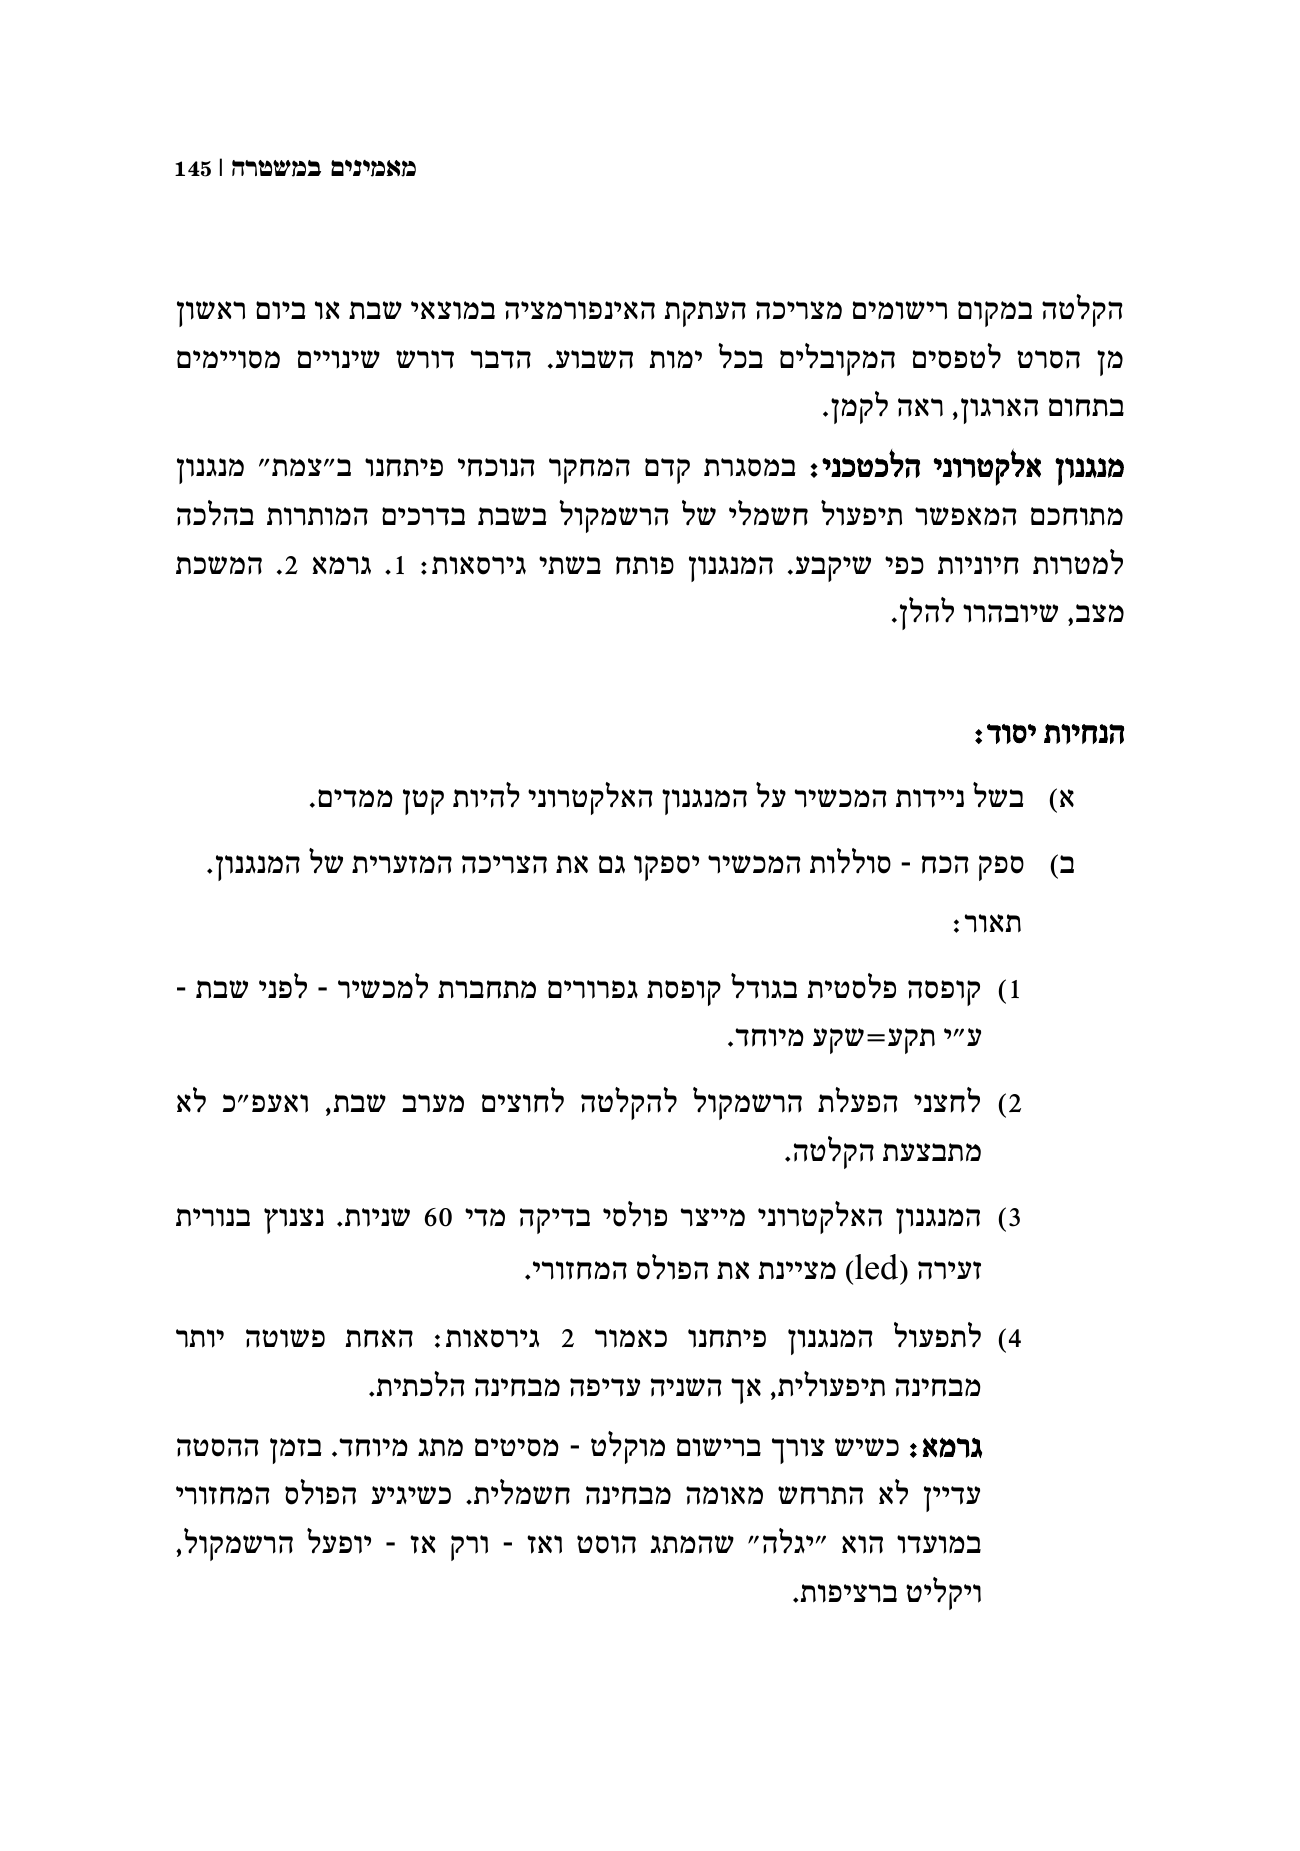 מאמינים במשטרה | 145
הקלטה במקום רישומים מצריכה העתקת האינפורמציה במוצאי שבת או ביום ראשון
מן הסרט לטפסים המקובלים בכל ימות השבוע. הדבר דורש שינויים מסויימים
בתחום הארגון, ראה לקמן.
מנגנון אלקטרוני הלכטכני: במסגרת קדם המחקר הנוכחי פיתחנו ב״צמת״ מנגנון
מתוחכם המאפשר תיפעול חשמלי של הרשמקול בשבת בדרכים המותרות בהלכה
למטרות חיוניות כפי שיקבע. המנגנון פותח בשתי גירסאות: 1. גרמא 2. המשכת
מצב, שיובהרו להלן.
הנחיות יסוד:
א) בשל ניידות המכשיר על המנגנון האלקטרוני להיות קטן ממדים.
ב) ספק הכח - סוללות המכשיר יספקו גם את הצריכה המזערית של המנגנון.
תאור:
1) קופסה פלסטית בגודל קופסת גפרורים מתחברת למכשיר - לפני שבת -
ע״י תקע=שקע מיוחד.
2) לחצני הפעלת הרשמקול להקלטה לחוצים מערב שבת, ואעפ״כ לא
מתבצעת הקלטה.
3) המנגנון האלקטרוני מייצר פולסי בדיקה מדי 60 שניות. נצנוץ בנורית
זעירה (led) מציינת את הפולס המחזורי.
4) לתפעול המנגנון פיתחנו כאמור 2 גירסאות: האחת פשוטה יותר
מבחינה תיפעולית, אך השניה עדיפה מבחינה הלכתית.
גרמא: כשיש צורך ברישום מוקלט - מסיטים מתג מיוחד. בזמן ההסטה
עדיין לא התרחש מאומה מבחינה חשמלית. כשיגיע הפולס המחזורי
במועדו הוא ״יגלה״ שהמתג הוסט ואז - ורק אז - יופעל הרשמקול,
ויקליט ברציפות.